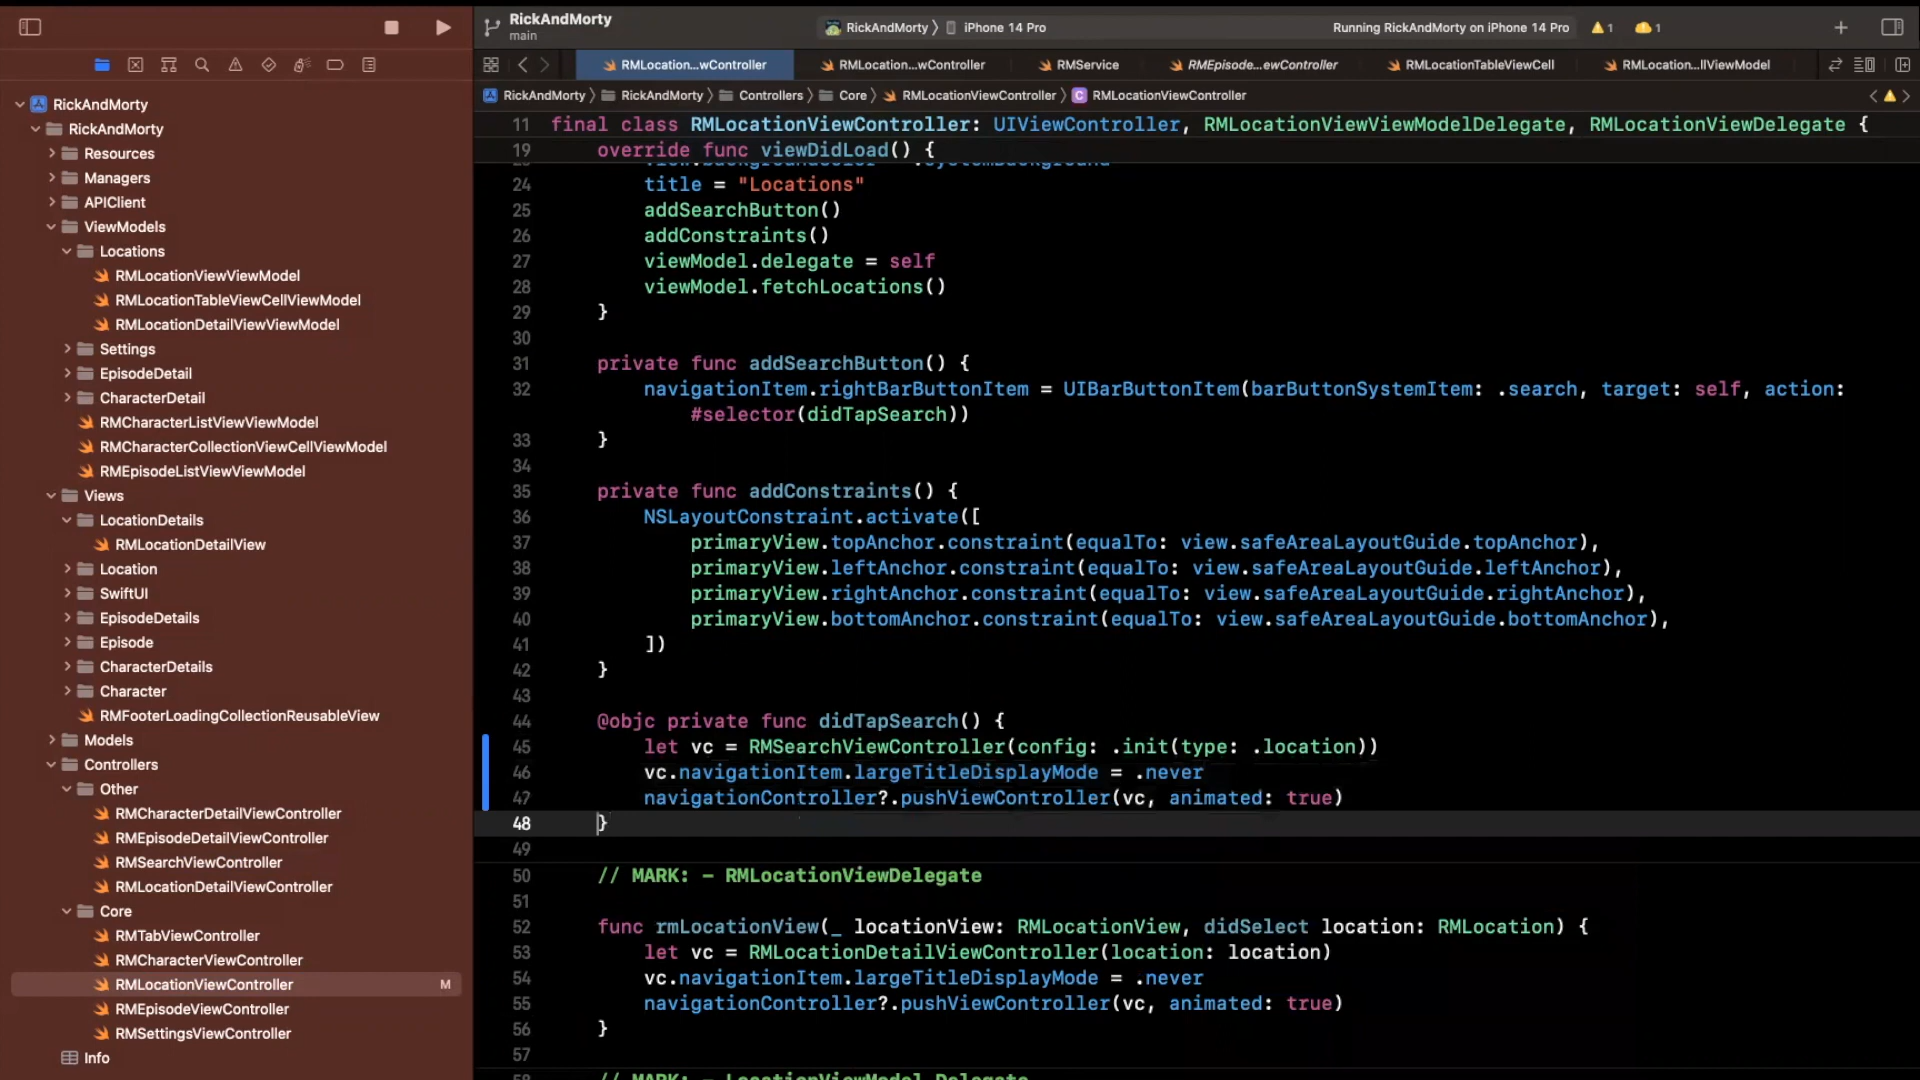 RickAndMorty
main
RickAndMorty
iPhone 14 Pro
Running RickAndMorty on iPhone 14 Pro
1
1
RMLocation...wController
RMLocation...wController
RMService
RMEpisode...ewController
RMLocationTableViewCell
RMLocation...llViewModel
RickAndMorty
RickAndMorty
Controllers
Core
RMLocationViewController
C
RMLocationViewController
RickAndMorty
RickAndMorty
Resources
Managers
APIClient
ViewModels
Locations
RMLocationViewViewModel
RMLocationTableViewCellViewModel
RMLocationDetailViewViewModel
Settings
EpisodeDetail
CharacterDetail
RMCharacterListViewViewModel
RMCharacterCollectionViewCellViewModel
RMEpisodeListViewViewModel
Views
LocationDetails
RMLocationDetailView
Location
SwiftUI
EpisodeDetails
Episode
CharacterDetails
Character
RMFooterLoadingCollectionReusableView
Models
Controllers
Other
RMCharacterDetailViewController
RMEpisodeDetailViewController
RMSearchViewController
RMLocationDetailViewController
Core
RMTabViewController
RMCharacterViewController
RMLocationViewController M
RMEpisodeViewController
RMSettingsViewController
Info
11 final class RMLocationViewController: UIViewController, RMLocationViewViewModelDelegate, RMLocationViewDelegate {
19 override func viewDidLoad() {
24 title = "Locations"
25 addSearchButton()
26 addConstraints()
27 viewModel.delegate = self
28 viewModel.fetchLocations()
29 }
30
31 private func addSearchButton() {
32 navigationItem.rightBarButtonItem = UIBarButtonItem(barButtonSystemItem: .search, target: self, action:
#selector(didTapSearch))
33 }
34
35 private func addConstraints() {
36 NSLayoutConstraint.activate([
37 primaryView.topAnchor.constraint(equalTo: view.safeAreaLayoutGuide.topAnchor),
38 primaryView.leftAnchor.constraint(equalTo: view.safeAreaLayoutGuide.leftAnchor),
39 primaryView.rightAnchor.constraint(equalTo: view.safeAreaLayoutGuide.rightAnchor),
40 primaryView.bottomAnchor.constraint(equalTo: view.safeAreaLayoutGuide.bottomAnchor),
41 ])
42 }
43
44 @objc private func didTapSearch() {
45 let vc = RMSearchViewController(config: .init(type: .location))
46 vc.navigationItem.largeTitleDisplayMode = .never
47 navigationController?.pushViewController(vc, animated: true)
48 }
49
50 // MARK: - RMLocationViewDelegate
51
52 func rmLocationView(_ locationView: RMLocationView, didSelect location: RMLocation) {
53 let vc = RMLocationDetailViewController(location: location)
54 vc.navigationItem.largeTitleDisplayMode = .never
55 navigationController?.pushViewController(vc, animated: true)
56 }
57